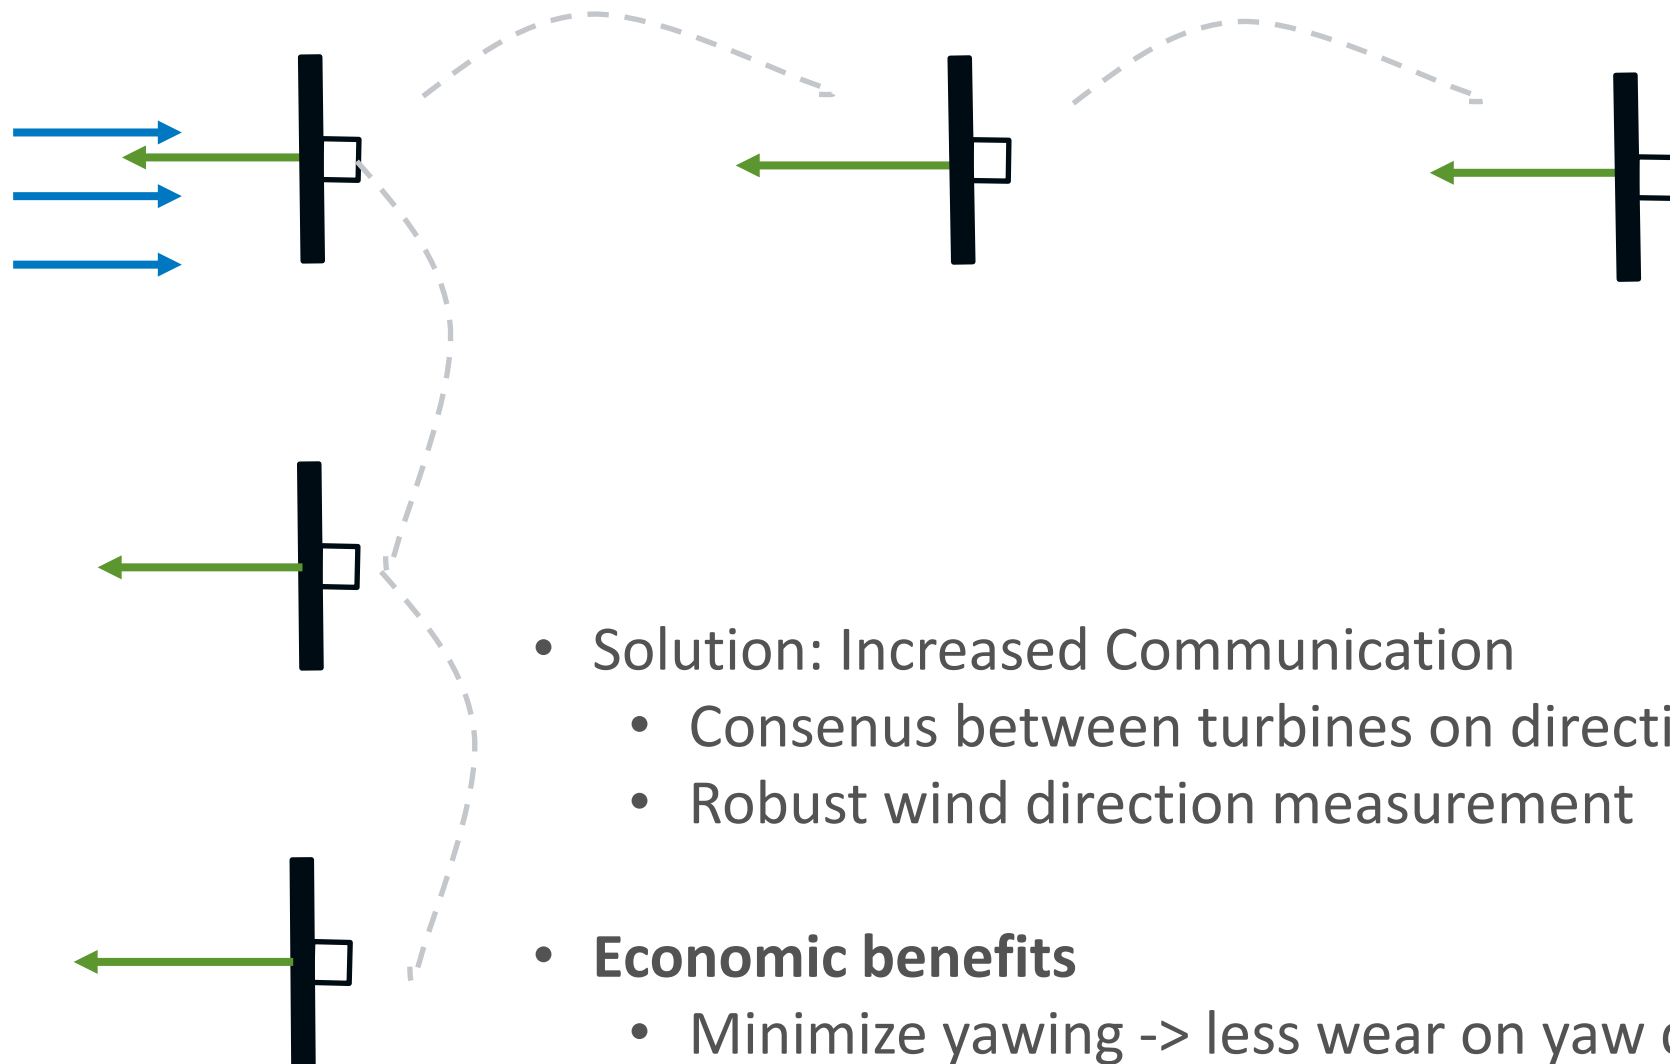 • Solution: Increased Communication
• Consenus between turbines on directi
• Robust wind direction measurement
• Economic benefits
• Minimize yawing -> less wear on yaw